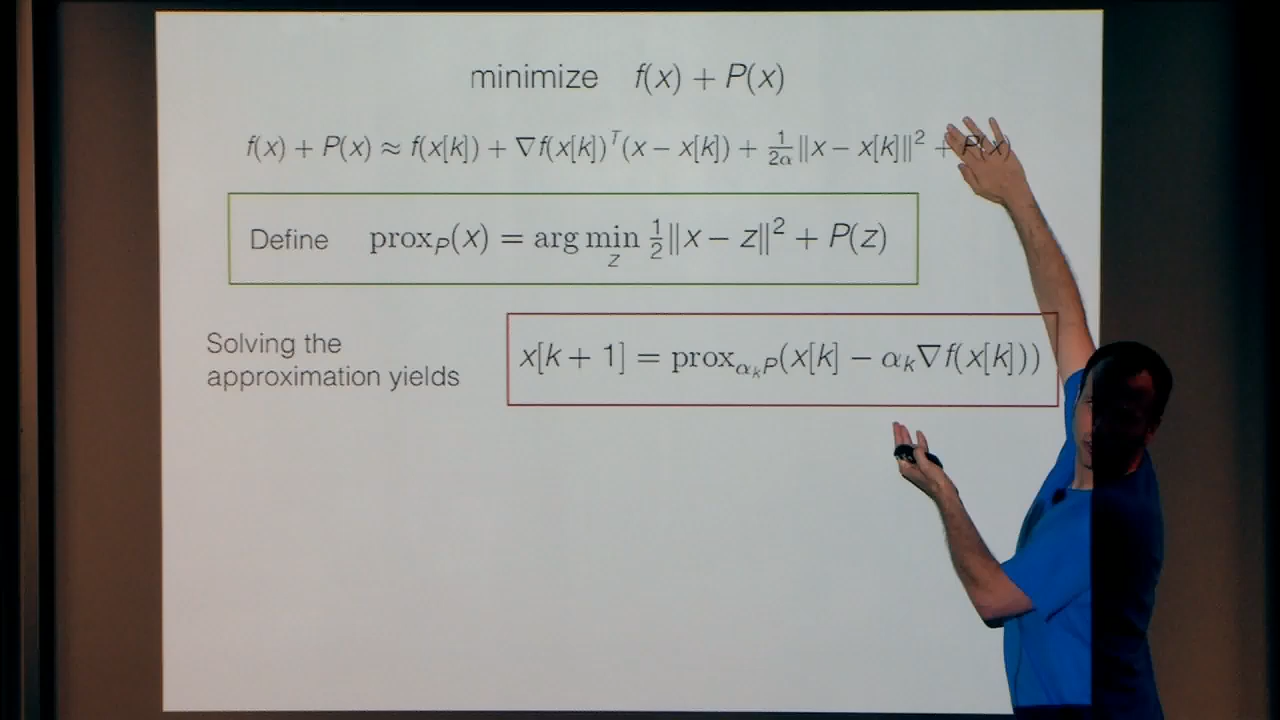 minimize f(x) + P(x)
f(x) + P(x) ≈ f(x[k]) + ∇f(x[k])ᵀ(x − x[k]) + 1/2α ‖x − x[k]‖² + P(x)
Define prox_P(x) = arg min_z ½‖x − z‖² + P(z)
Solving the
approximation yields
x[k + 1] = prox_{α_k P}(x[k] − α_k∇f(x[k]))